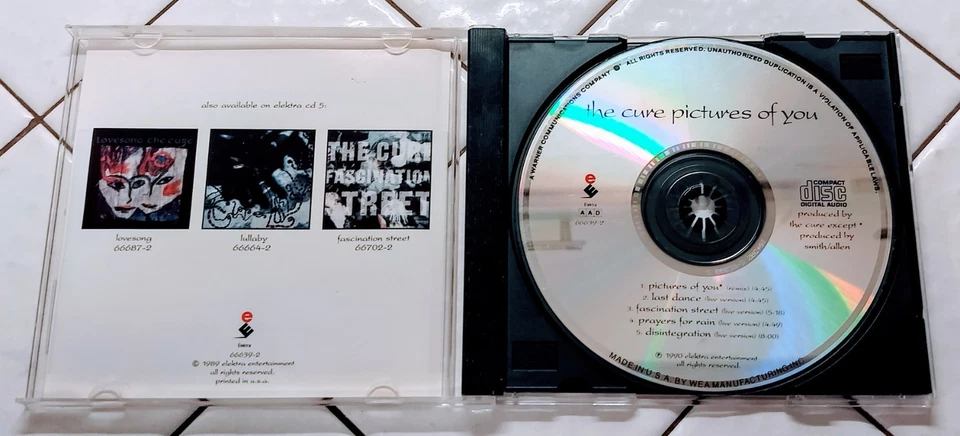 also available on elektra cd 5:
lovesong the cure
THE CURE
FASCINATION
STREET
lovesong
66687-2
lullaby
66664-2
fascination street
66702-2
e
Elektra
66639-2
© 1989 elektra entertainment
all rights reserved.
printed in u.s.a.
A WARNER COMMUNICATIONS COMPANY ALL RIGHTS RESERVED. UNAUTHORIZED DUPLICATION IS A VIOLATION OF APPLICABLE LAWS.
the cure pictures of you
e
Elektra
AAD
66639-2
COMPACT
disc
DIGITAL AUDIO
produced by
the cure except *
produced by
smith/allen
1. pictures of you* (remix) (4:45)
2. last dance (live version) (4:45)
3. fascination street (live version) (5:18)
4. prayers for rain (live version) (4:49)
5. disintegration (live version) (8:00)
℗ 1990 elektra entertainment
all rights reserved.
MADE IN U.S.A. BY WEA MANUFACTURING INC.